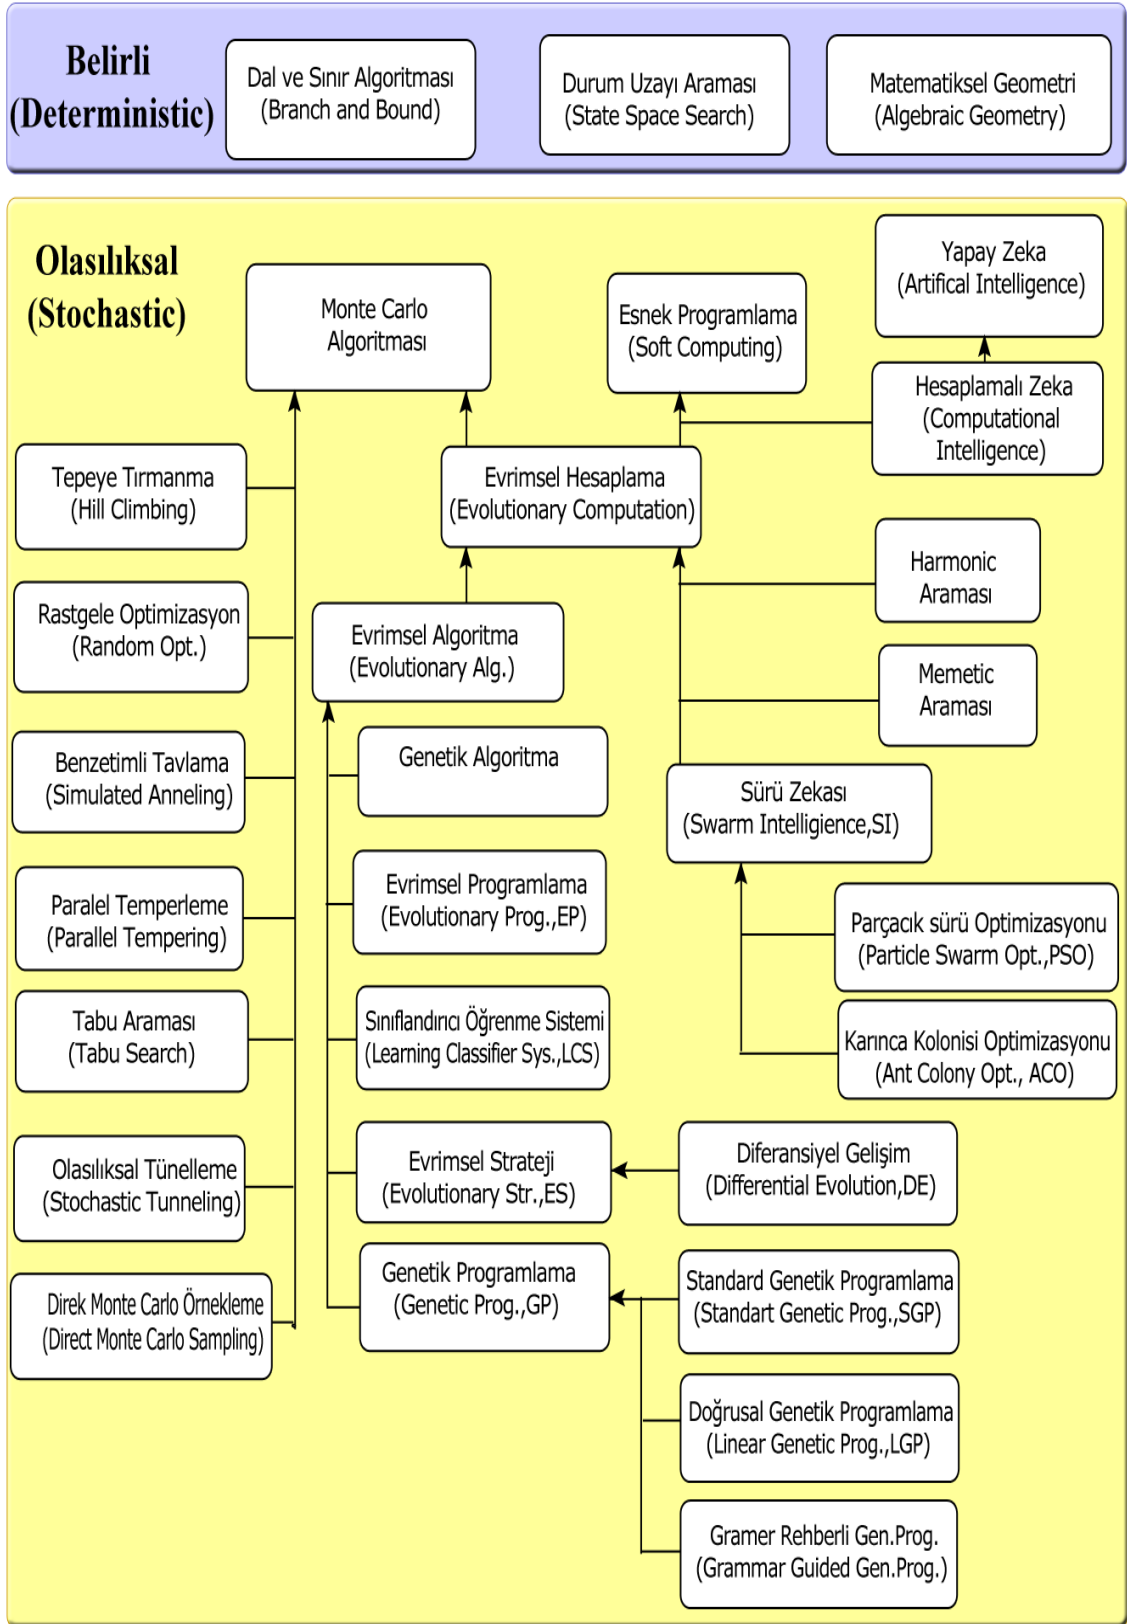 Belirli
(Deterministic)
Dal ve Sınır Algoritması
(Branch and Bound)
Durum Uzayı Araması
(State Space Search)
Matematiksel Geometri
(Algebraic Geometry)
Olasılıksal
(Stochastic)
Monte Carlo
Algoritması
Esnek Programlama
(Soft Computing)
Yapay Zeka
(Artifical Intelligence)
Hesaplamalı Zeka
(Computational
Intelligence)
Tepeye Tırmanma
(Hill Climbing)
Evrimsel Hesaplama
(Evolutionary Computation)
Harmonic
Araması
Rastgele Optimizasyon
(Random Opt.)
Evrimsel Algoritma
(Evolutionary Alg.)
Memetic
Araması
Benzetimli Tavlama
(Simulated Anneling)
Genetik Algoritma
Sürü Zekası
(Swarm Intelligience,SI)
Paralel Temperleme
(Parallel Tempering)
Evrimsel Programlama
(Evolutionary Prog.,EP)
Parçacık sürü Optimizasyonu
(Particle Swarm Opt.,PSO)
Tabu Araması
(Tabu Search)
Sınıflandırıcı Öğrenme Sistemi
(Learning Classifier Sys.,LCS)
Karınca Kolonisi Optimizasyonu
(Ant Colony Opt., ACO)
Olasılıksal Tünelleme
(Stochastic Tunneling)
Evrimsel Strateji
(Evolutionary Str.,ES)
Diferansiyel Gelişim
(Differential Evolution,DE)
Direk Monte Carlo Örnekleme
(Direct Monte Carlo Sampling)
Genetik Programlama
(Genetic Prog.,GP)
Standard Genetik Programlama
(Standart Genetic Prog.,SGP)
Doğrusal Genetik Programlama
(Linear Genetic Prog.,LGP)
Gramer Rehberli Gen.Prog.
(Grammar Guided Gen.Prog.)